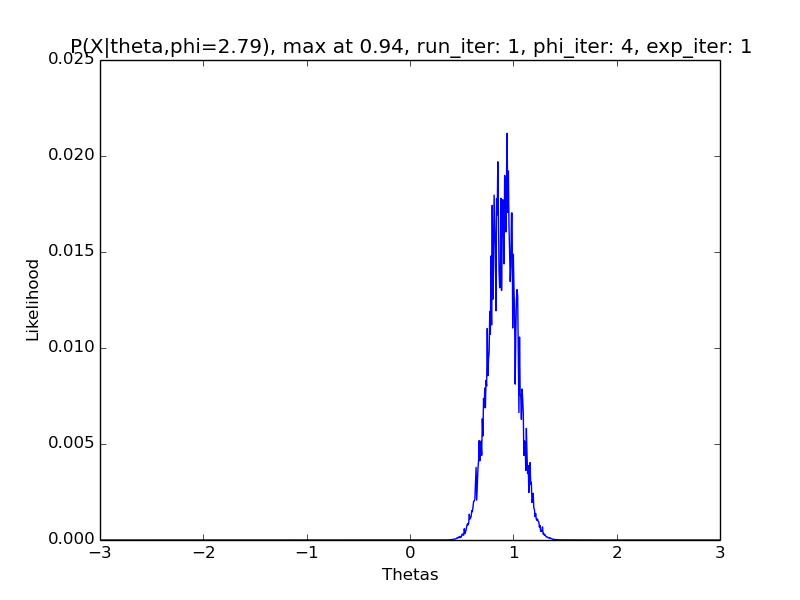 P(X|theta,phi=2.79), max at 0.94, run_iter: 1, phi_iter: 4, exp_iter: 1
0.025
0.020
0.015
0.010
0.005
0.000
Likelihood
−3 −2 −1 0 1 2 3
Thetas